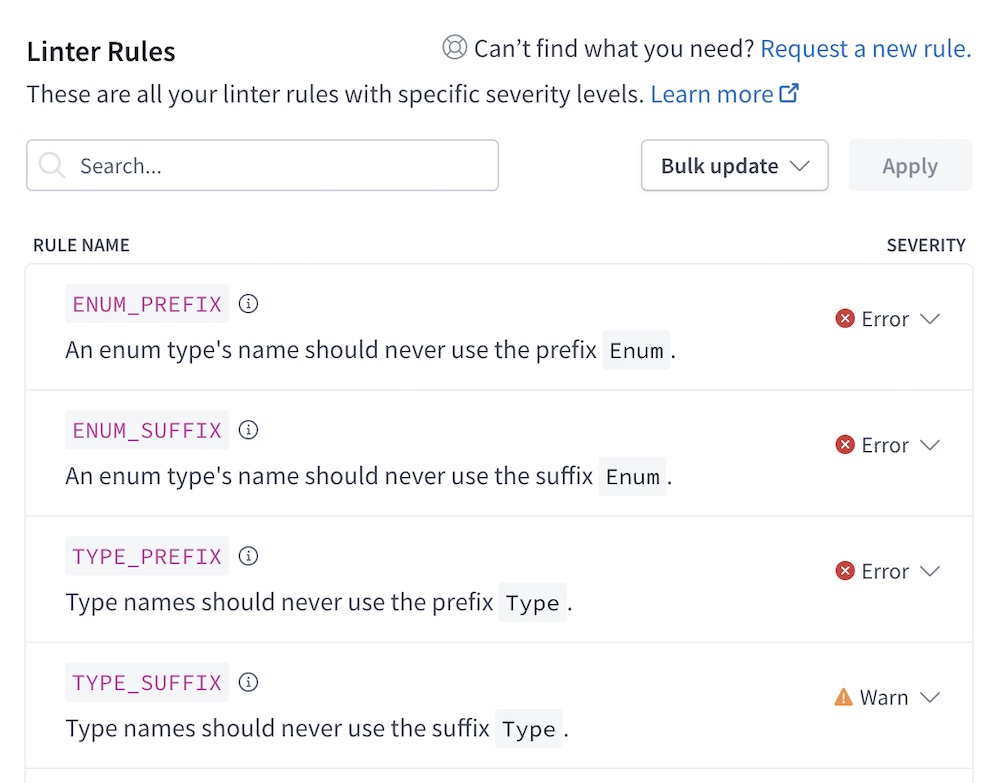 Linter Rules
Can’t find what you need? Request a new rule.
These are all your linter rules with specific severity levels. Learn more
Search...
Bulk update
Apply
RULE NAME
SEVERITY
ENUM_PREFIX
Error
An enum type's name should never use the prefix Enum.
ENUM_SUFFIX
Error
An enum type's name should never use the suffix Enum.
TYPE_PREFIX
Error
Type names should never use the prefix Type.
TYPE_SUFFIX
Warn
Type names should never use the suffix Type.